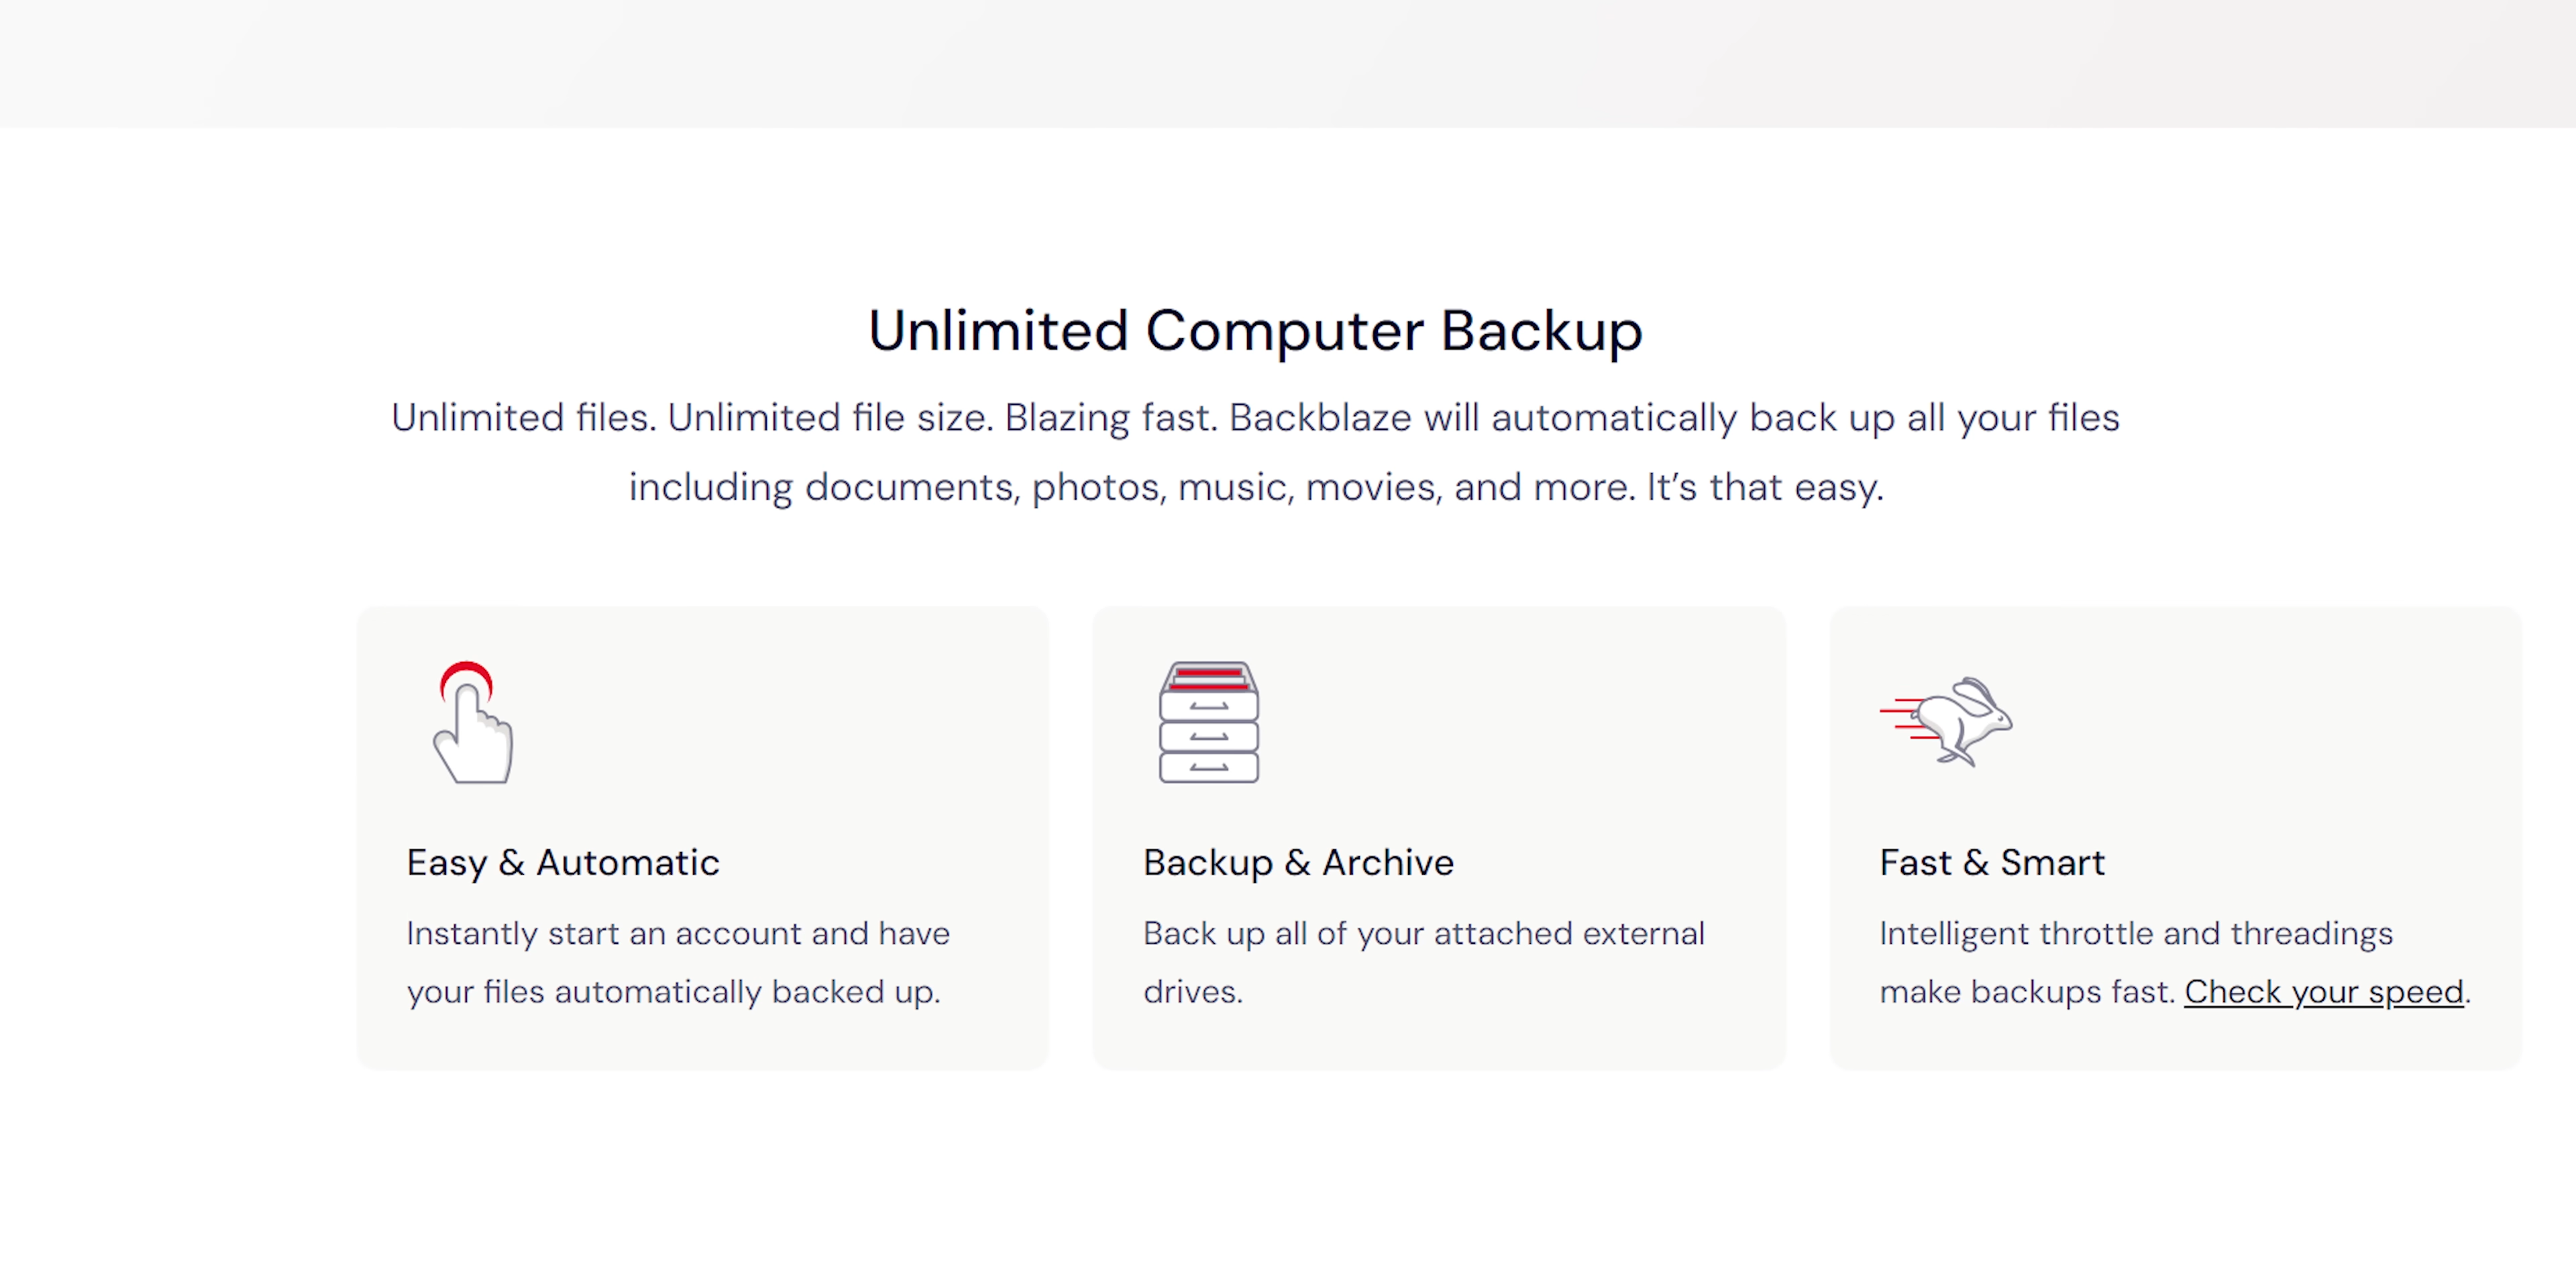 Unlimited Computer Backup
Unlimited files. Unlimited file size. Blazing fast. Backblaze will automatically back up all your files
including documents, photos, music, movies, and more. It’s that easy.
Easy & Automatic
Instantly start an account and have
your files automatically backed up.
Backup & Archive
Back up all of your attached external
drives.
Fast & Smart
Intelligent throttle and threadings
make backups fast. Check your speed.